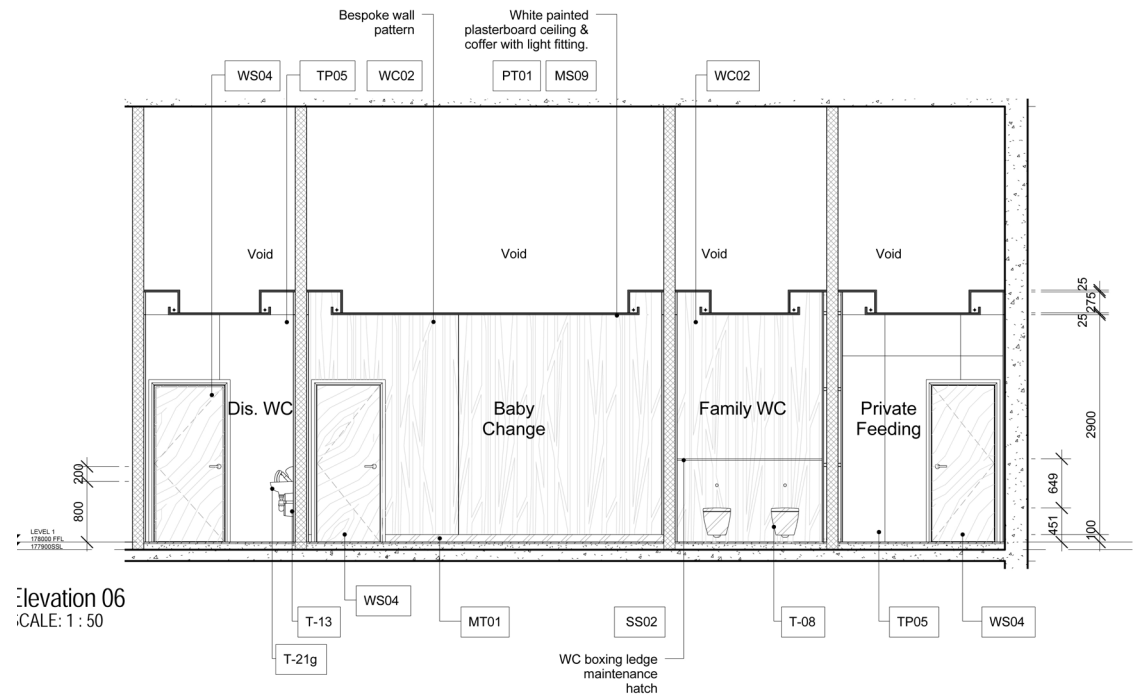 Bespoke wall
pattern
White painted
plasterboard ceiling &
coffer with light fitting.
WS04
TP05
WC02
PT01
MS09
WC02
Void
Void
Void
Void
25
275
25
Dis. WC
Baby
Change
Family WC
Private
Feeding
2900
200
800
649
451
100
LEVEL 1
178000 FFL
177900SSL
Elevation 06
SCALE: 1 : 50
WS04
T-13
MT01
SS02
T-08
TP05
WS04
T-21g
WC boxing ledge
maintenance
hatch